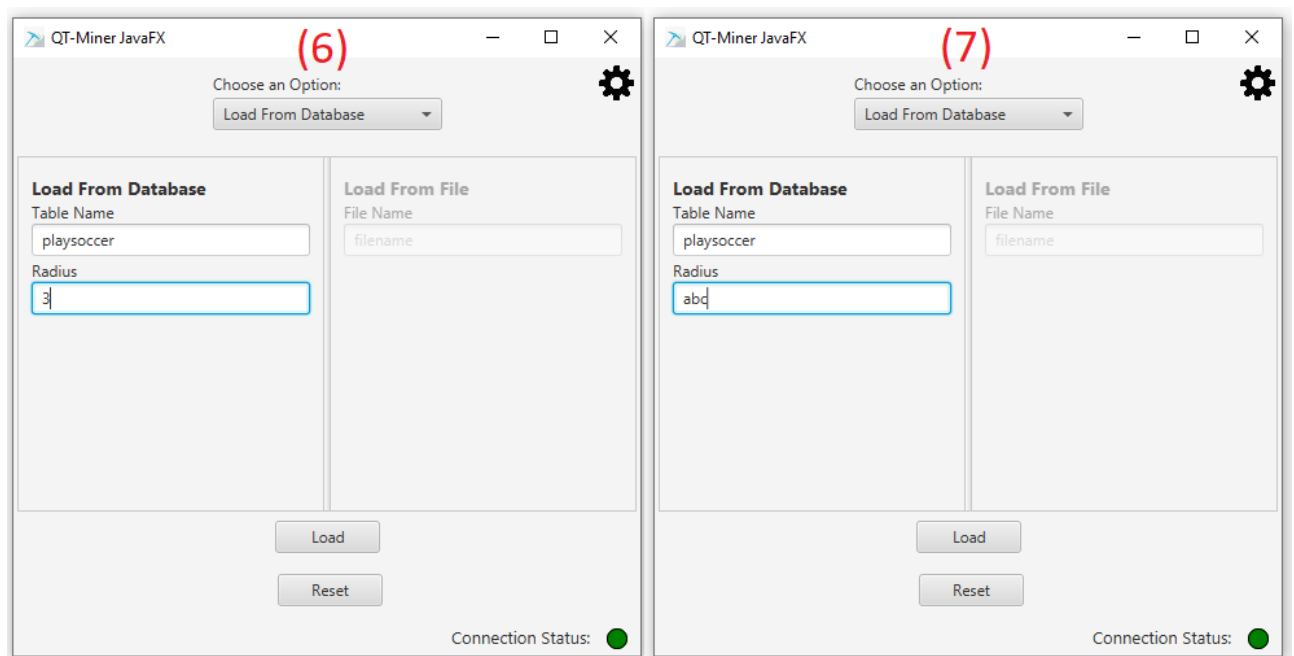 QT-Miner JavaFX
(6)
Choose an Option:
Load From Database
Load From Database
Table Name
playsoccer
Radius
3
Load From File
File Name
filename
Load
Reset
Connection Status:
QT-Miner JavaFX
(7)
Choose an Option:
Load From Database
Load From Database
Table Name
playsoccer
Radius
abc
Load From File
File Name
filename
Load
Reset
Connection Status: